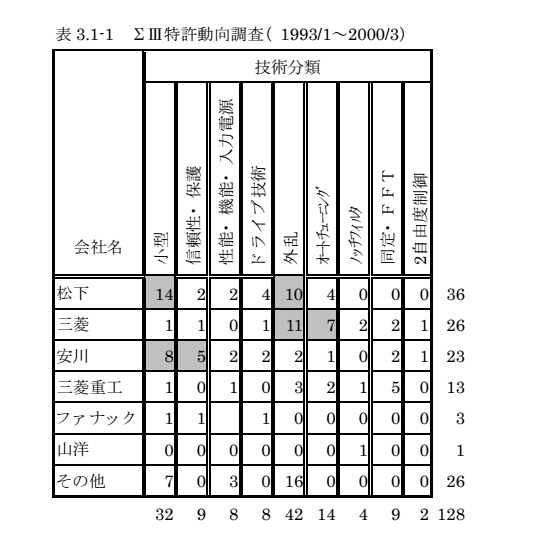 表 3.1-1 ΣⅢ特許動向調査( 1993/1～2000/3)
技術分類
会社名 小型 信頼性・保護 性能・機能・入力電源 ドライブ技術 外乱 オートチューニング ノッチフィルタ 同定・FFT 2自由度制御
松下 14 2 2 4 10 4 0 0 0 36
三菱 1 1 0 1 11 7 2 2 1 26
安川 8 5 2 2 2 1 0 2 1 23
三菱重工 1 0 1 0 3 2 1 5 0 13
ファナック 1 1 1 0 0 0 0 0 3
山洋 0 0 0 0 0 0 1 0 0 1
その他 7 0 3 0 16 0 0 0 0 26
32 9 8 8 42 14 4 9 2 128